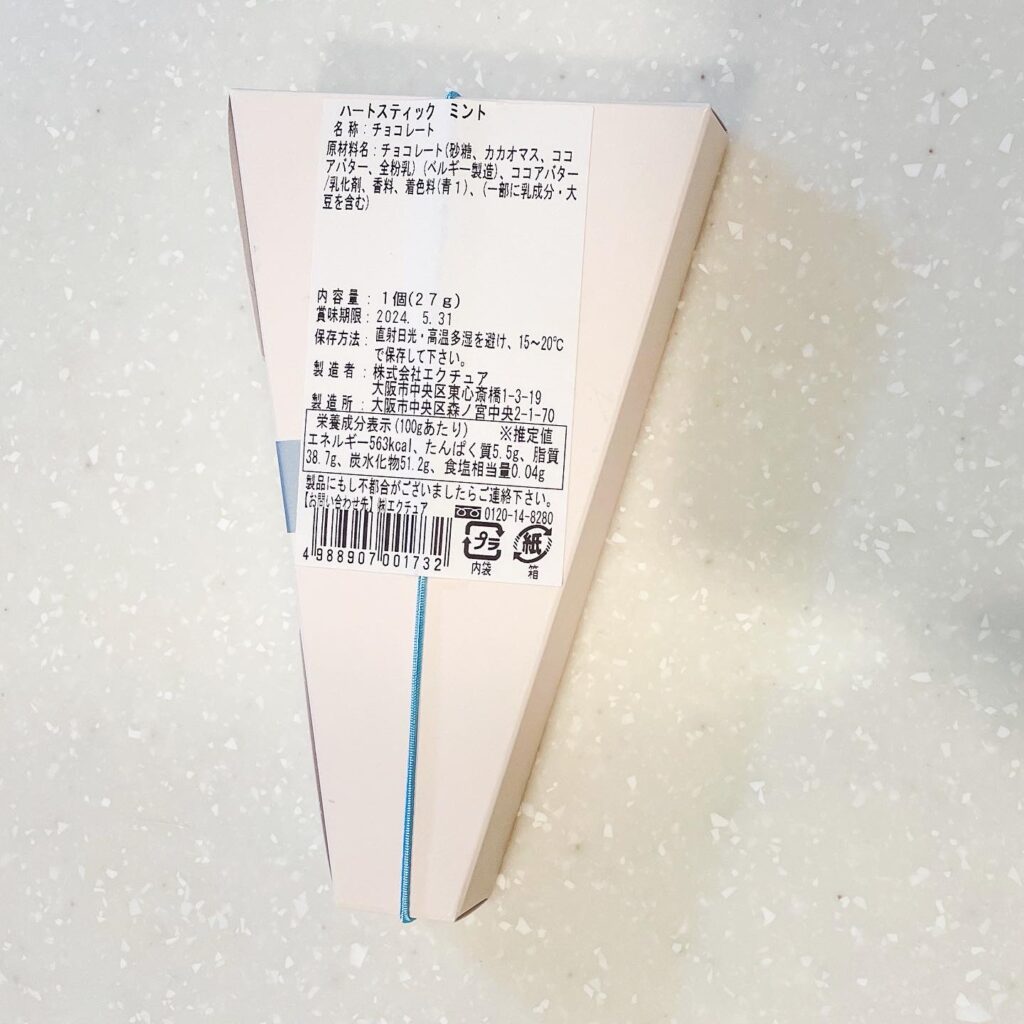 ハートスティック ミント
名称：チョコレート
原材料名：チョコレート(砂糖、カカオマス、ココ
アバター、全粉乳)(ベルギー製造)、ココアバター
/乳化剤、香料、着色料(青１)、(一部に乳成分・大
豆を含む)
内容量：１個(２７ｇ)
賞味期限：2024. 5.31
保存方法：直射日光・高温多湿を避け、15～20℃
で保存して下さい。
製造者：株式会社エクチュア
大阪市中央区東心斎橋1-3-19
製造所：大阪市中央区森ノ宮中央2-1-70
栄養成分表示(100gあたり) ※推定値
エネルギー563kcal、たんぱく質5.5g、脂質
38.7g、炭水化物51.2g、食塩相当量0.04g
製品にもし不都合がございましたらご連絡下さい。
【お問い合わせ先】㈱エクチュア
0120-14-8280
4 988907 001732
プラ 紙
内袋 箱